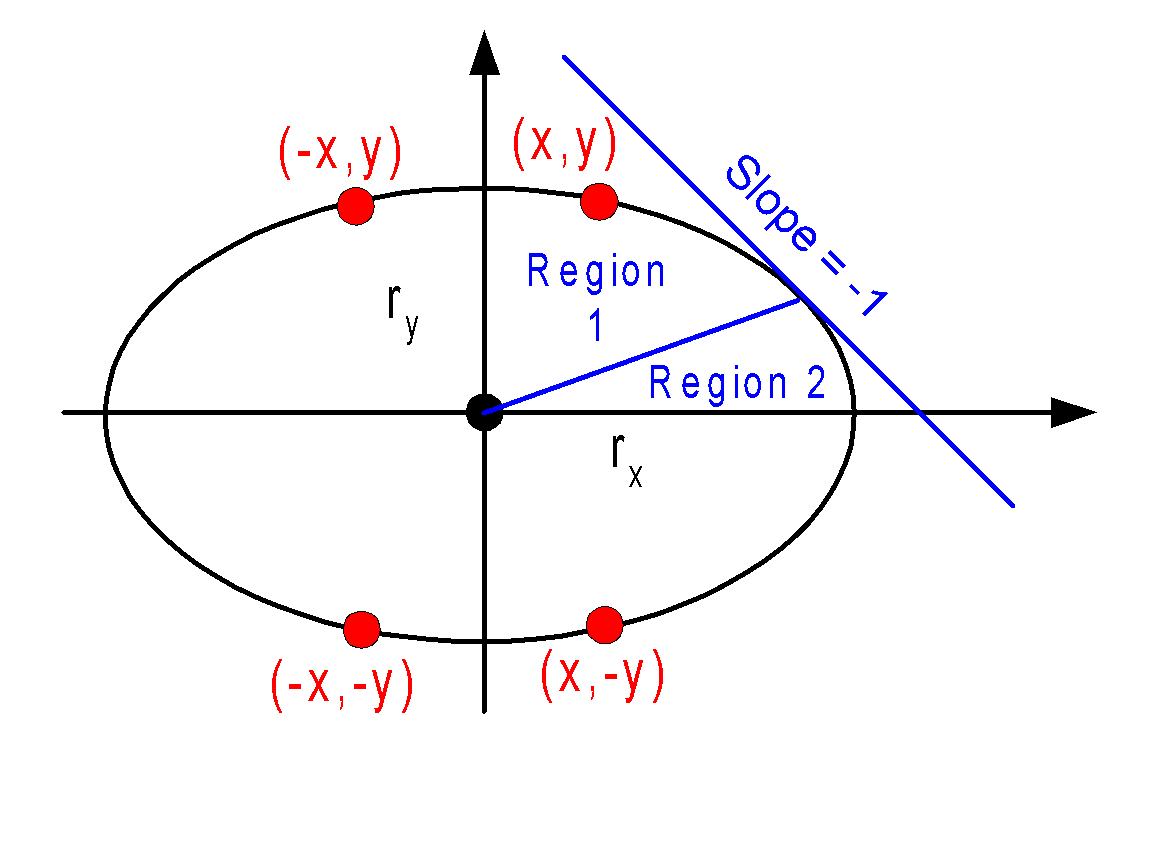 (-x,y)
(x,y)
Slope = -1
Region
1
r_y
Region 2
r_x
(-x,-y)
(x,-y)